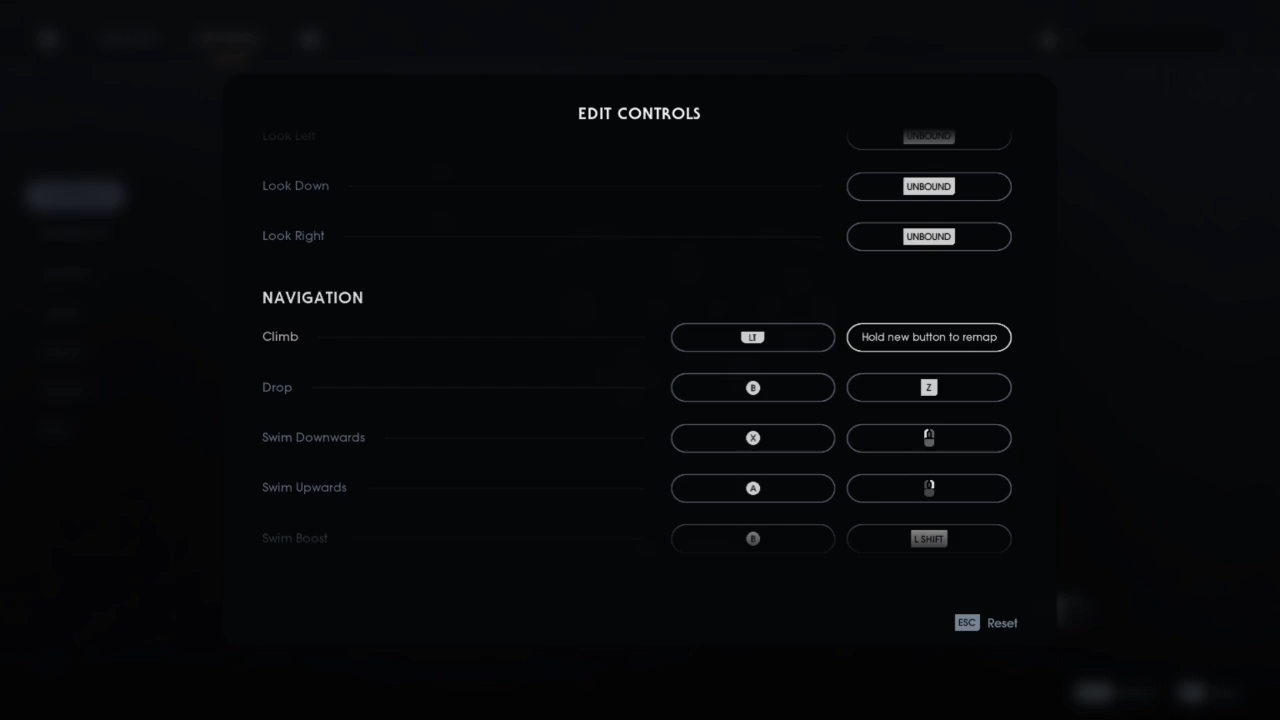 EDIT CONTROLS
Look Left UNBOUND
Look Down UNBOUND
Look Right UNBOUND
NAVIGATION
Climb LT Hold new button to remap
Drop B Z
Swim Downwards X
Swim Upwards A
Swim Boost B L SHIFT
ESC Reset